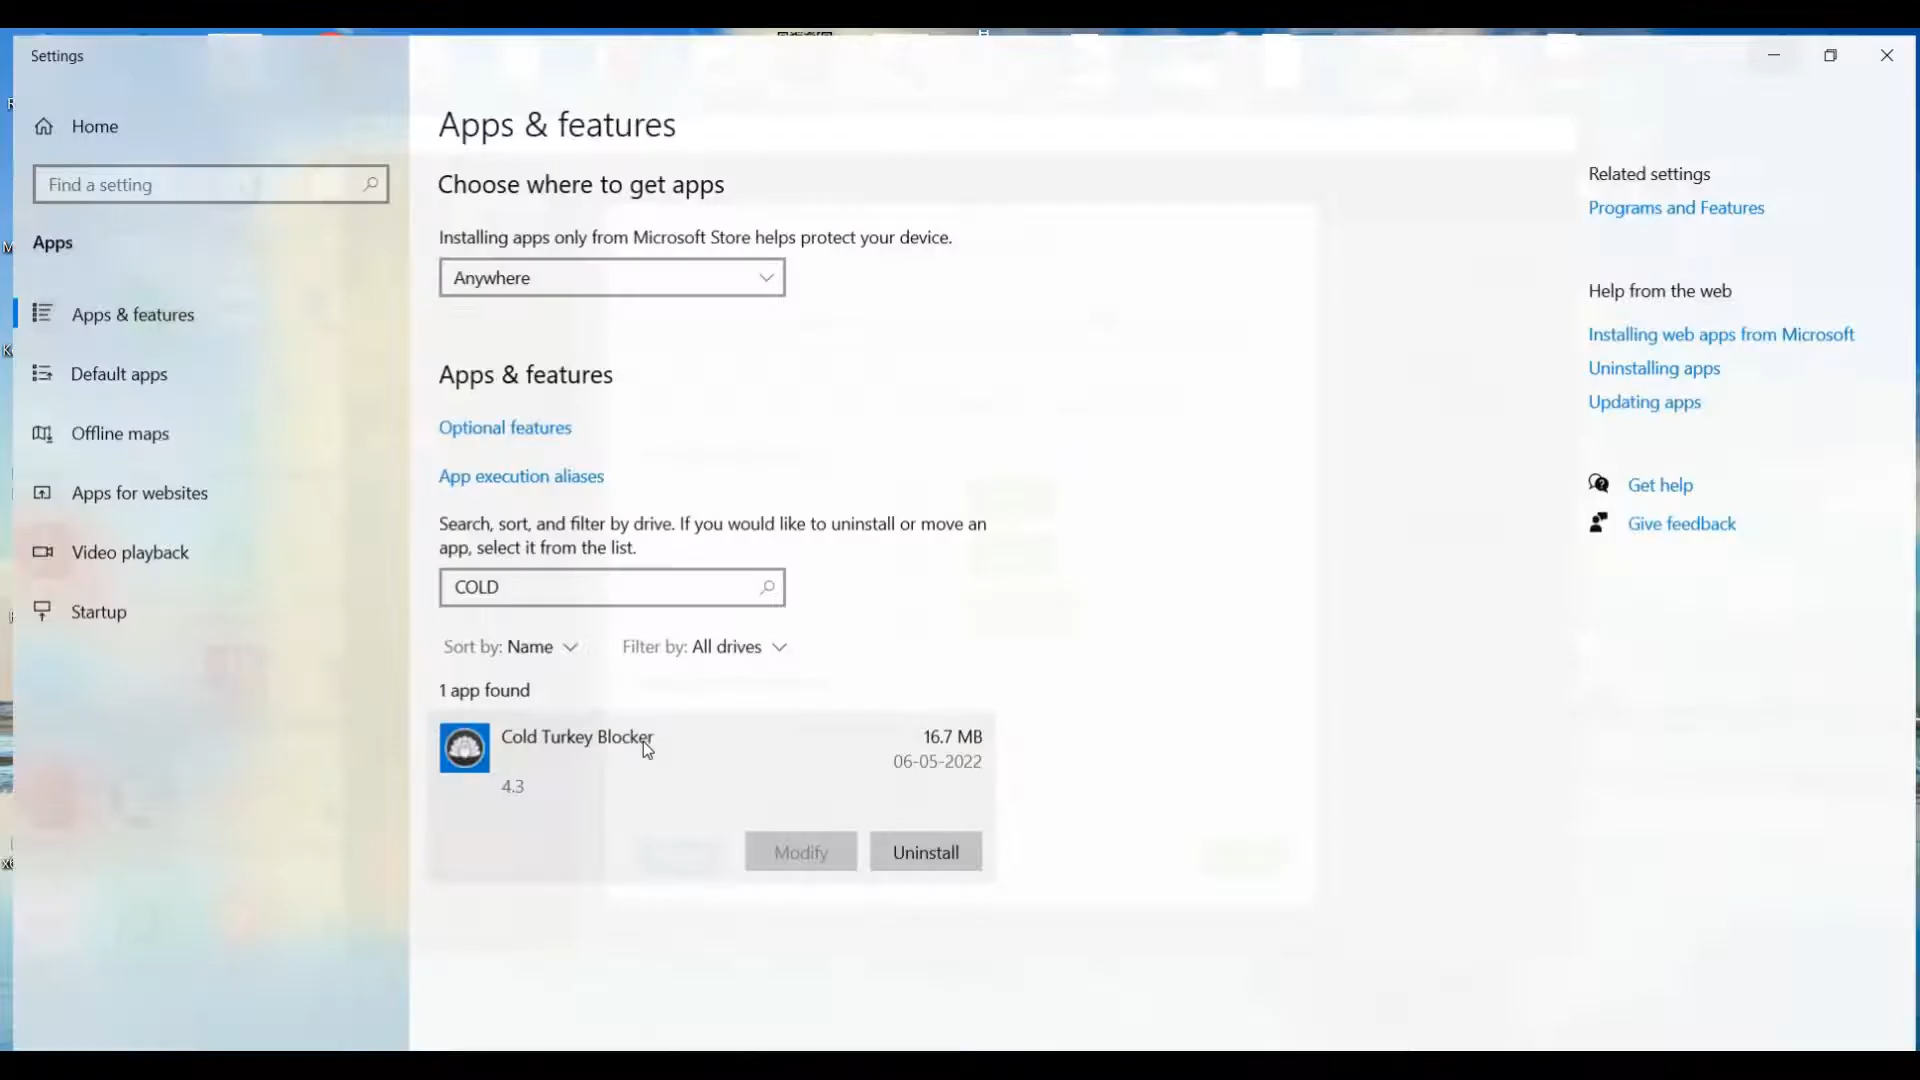 Settings
Home
Find a setting
Apps
Apps & features
Default apps
Offline maps
Apps for websites
Video playback
Startup
Apps & features
Choose where to get apps
Installing apps only from Microsoft Store helps protect your device.
Anywhere
Apps & features
Optional features
App execution aliases
Search, sort, and filter by drive. If you would like to uninstall or move an
app, select it from the list.
COLD
Sort by: Name
Filter by: All drives
1 app found
Cold Turkey Blocker
16.7 MB
06-05-2022
4.3
Modify
Uninstall
Related settings
Programs and Features
Help from the web
Installing web apps from Microsoft
Uninstalling apps
Updating apps
Get help
Give feedback